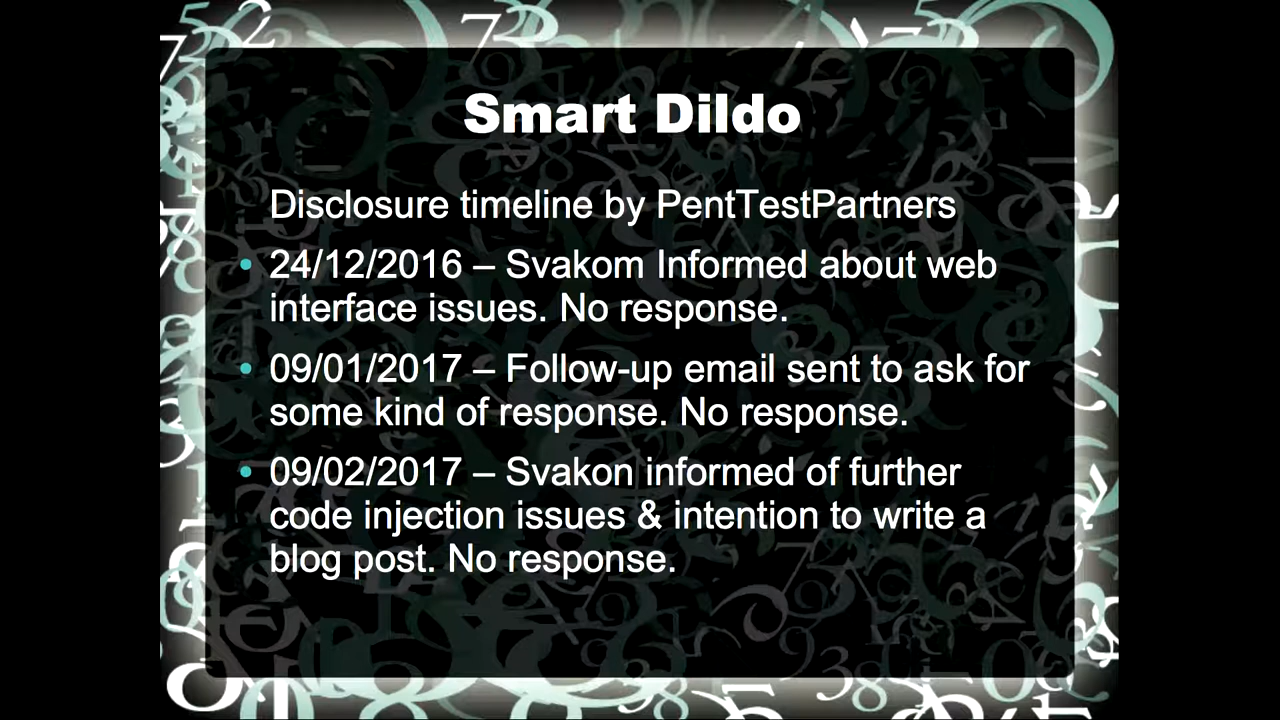 Smart Dildo
Disclosure timeline by PentTestPartners
• 24/12/2016 – Svakom Informed about web
interface issues. No response.
• 09/01/2017 – Follow-up email sent to ask for
some kind of response. No response.
• 09/02/2017 – Svakon informed of further
code injection issues & intention to write a
blog post. No response.